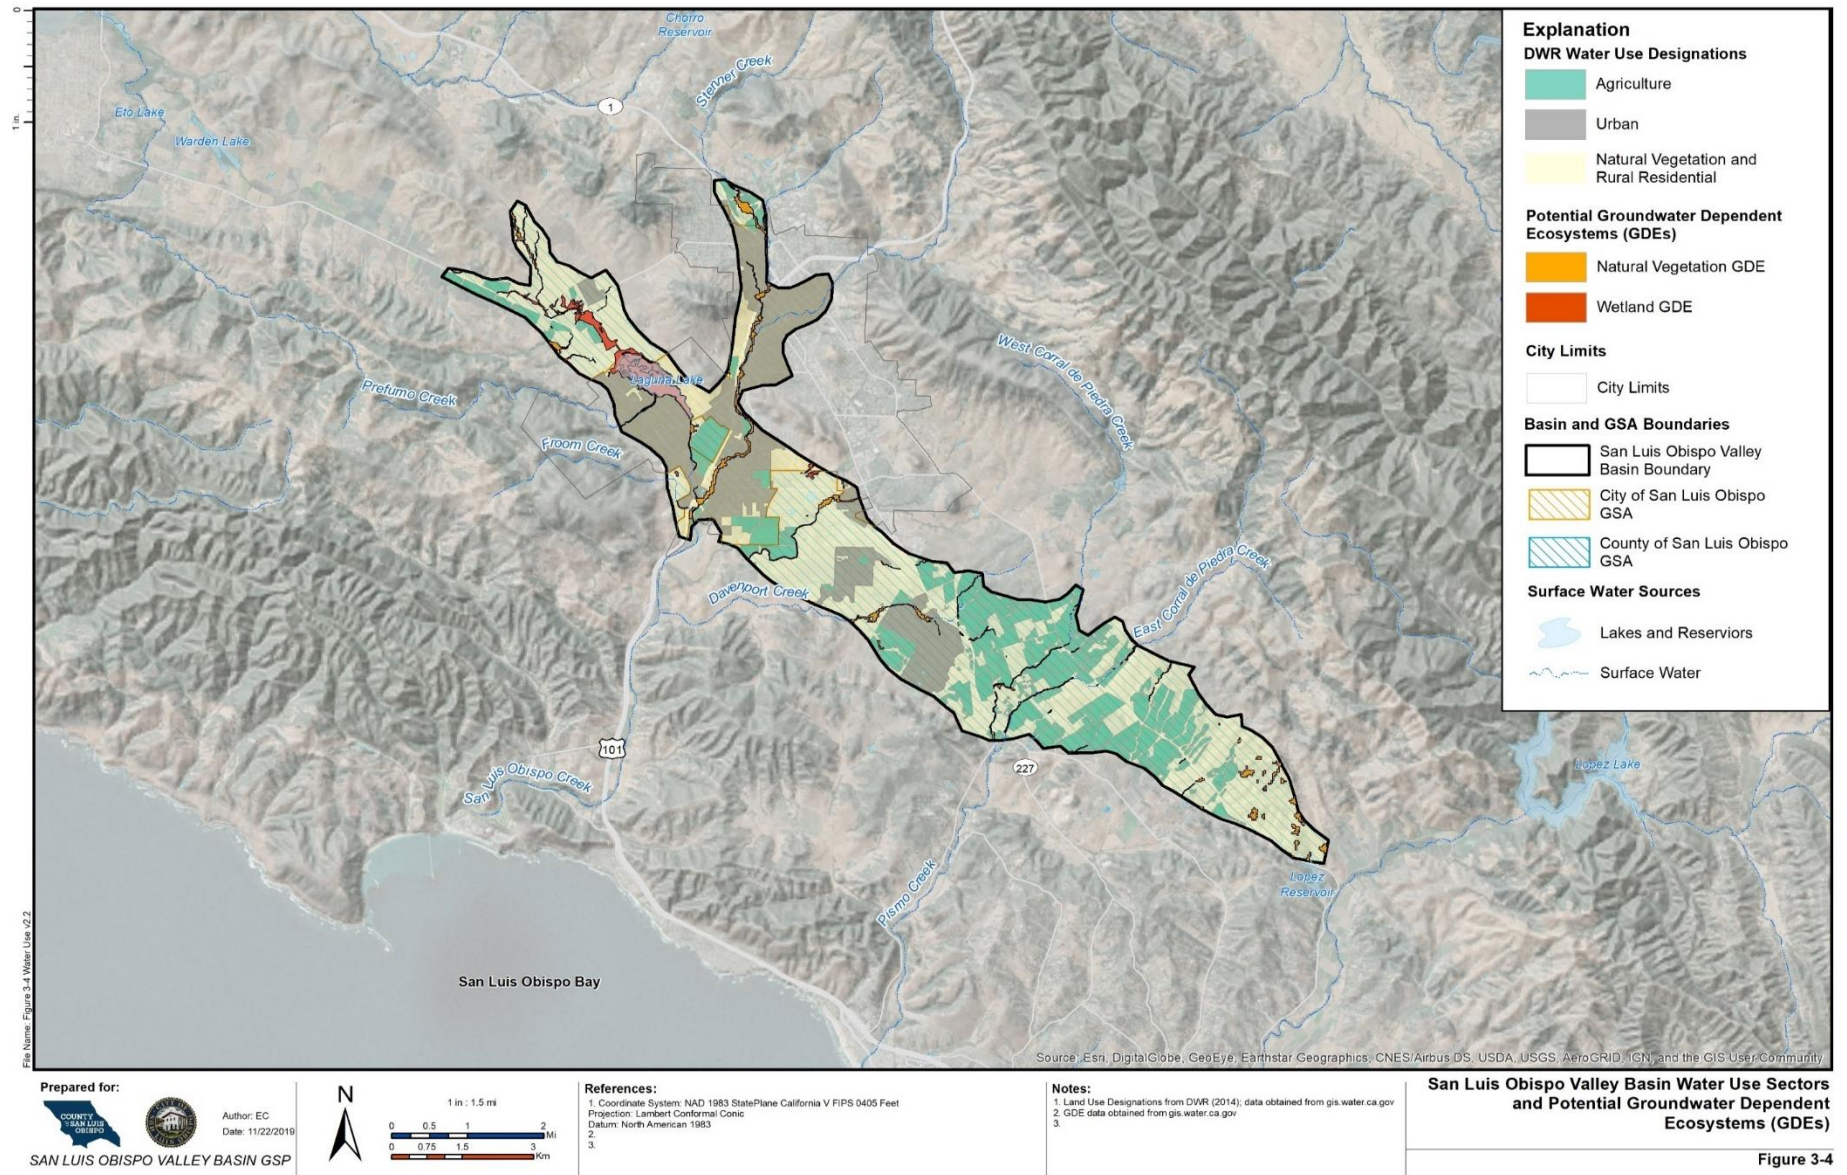 0
1 in.
Chorro
Reservoir
Stenner Creek
1
Eto Lake
Warden Lake
Prefumo Creek
Laguna Lake
Froom Creek
West Corral de Piedra Creek
East Corral de Piedra Creek
Davenport Creek
101
San Luis Obispo Creek
227
Pismo Creek
Lopez Lake
Lopez
Reservoir
San Luis Obispo Bay
Source: Esri, DigitalGlobe, GeoEye, Earthstar Geographics, CNES/Airbus DS, USDA, USGS, AeroGRID, IGN, and the GIS User Community
Explanation
DWR Water Use Designations
Agriculture
Urban
Natural Vegetation and
Rural Residential
Potential Groundwater Dependent
Ecosystems (GDEs)
Natural Vegetation GDE
Wetland GDE
City Limits
City Limits
Basin and GSA Boundaries
San Luis Obispo Valley
Basin Boundary
City of San Luis Obispo
GSA
County of San Luis Obispo
GSA
Surface Water Sources
Lakes and Reserviors
Surface Water
File Name: Figure 3-4 Water Use v2.2
Prepared for:
COUNTY
OF SAN LUIS
OBISPO
Author: EC
Date: 11/22/2019
SAN LUIS OBISPO VALLEY BASIN GSP
N
1 in : 1.5 mi
0 0.5 1 2
Mi
0 0.75 1.5 3
Km
References:
1. Coordinate System: NAD 1983 StatePlane California V FIPS 0405 Feet
Projection: Lambert Conformal Conic
Datum: North American 1983
2.
3.
Notes:
1. Land Use Designations from DWR (2014); data obtained from gis.water.ca.gov
2. GDE data obtained from gis.water.ca.gov
3.
San Luis Obispo Valley Basin Water Use Sectors
and Potential Groundwater Dependent
Ecosystems (GDEs)
Figure 3-4